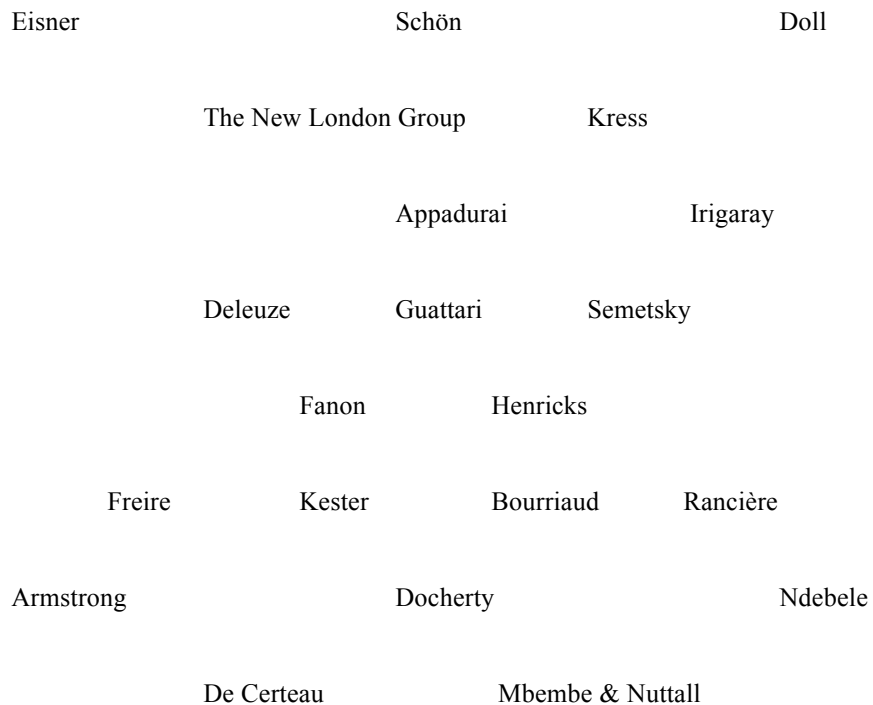 Eisner Schön Doll
The New London Group Kress
Appadurai Irigaray
Deleuze Guattari Semetsky
Fanon Henricks
Freire Kester Bourriaud Rancière
Armstrong Docherty Ndebele
De Certeau Mbembe & Nuttall